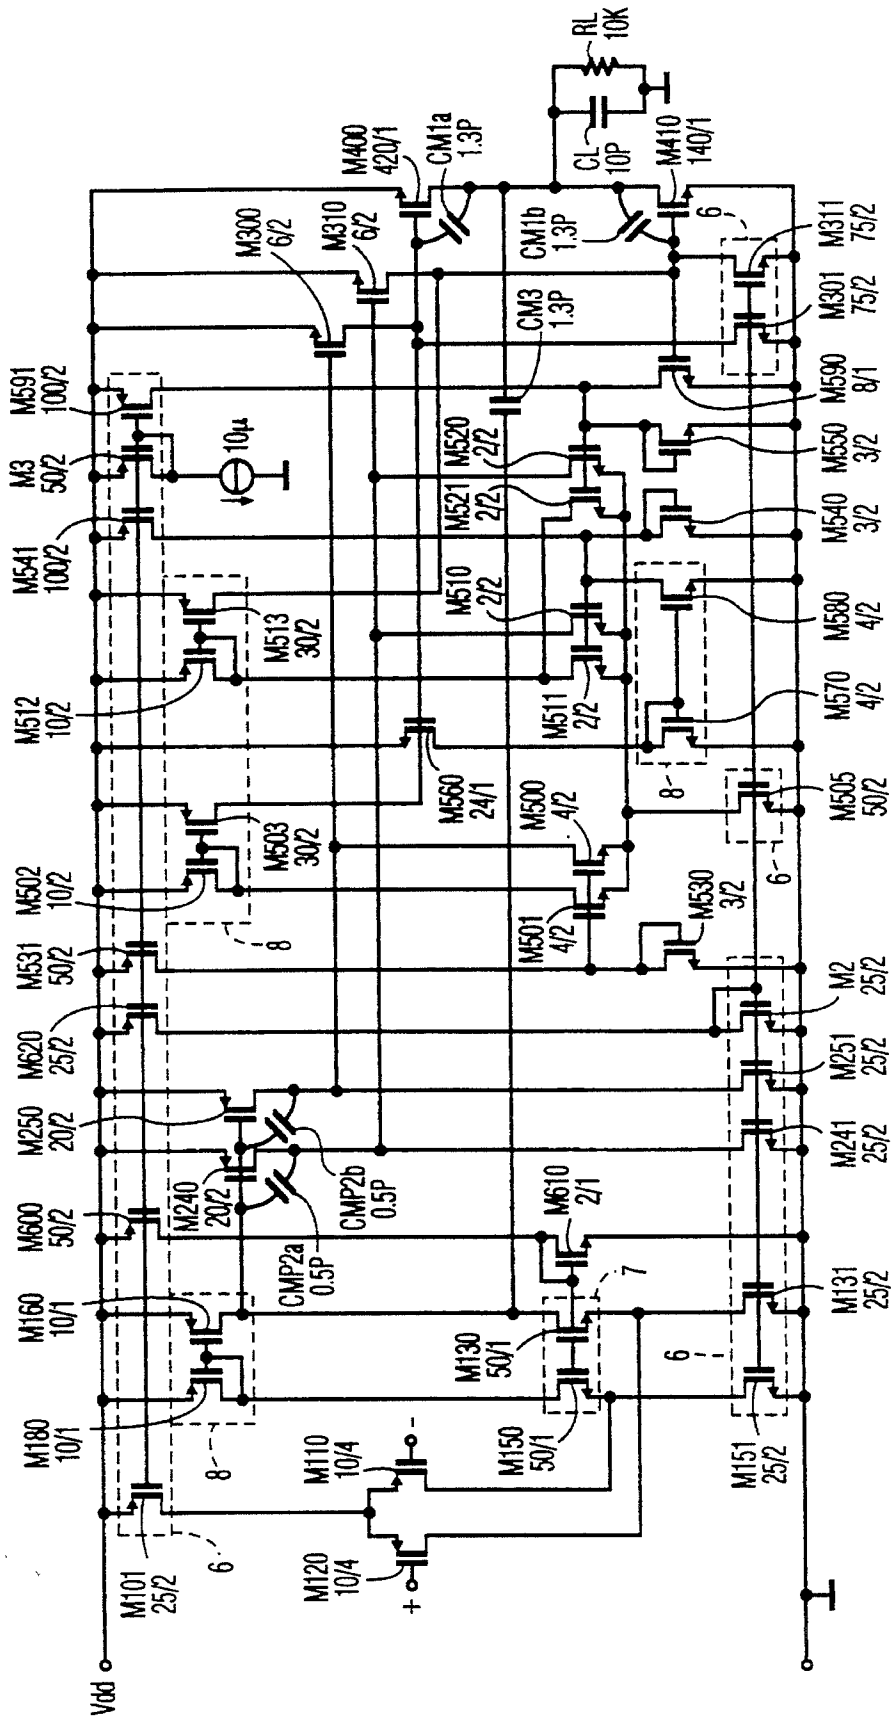 Vdd
M101
25/2
6
M180
10/1
M160
10/1
8
M600
50/2
M240
20/2
M250
20/2
M620
25/2
M531
50/2
M502
10/2
M503
30/2
8
M512
10/2
M513
30/2
M541
100/2
M3
50/2
M591
100/2
10μ
M300
6/2
M310
6/2
M400
420/1
CM1a
1.3P
RL
10K
CL
10P
CM1b
1.3P
M410
140/1
CM3
1.3P
+
M120
10/4
M110
10/4
-
CMP2a
0.5P
CMP2b
0.5P
M560
24/1
M150
50/1
M130
50/1
7
M610
2/1
M501
4/2
M500
4/2
M511
2/2
M510
2/2
M521
2/2
M520
2/2
M530
3/2
8
M570
4/2
M580
4/2
M540
3/2
M550
3/2
M590
8/1
6
M301
75/2
M311
75/2
6
M151
25/2
M131
25/2
M241
25/2
M251
25/2
M2
25/2
6
M505
50/2